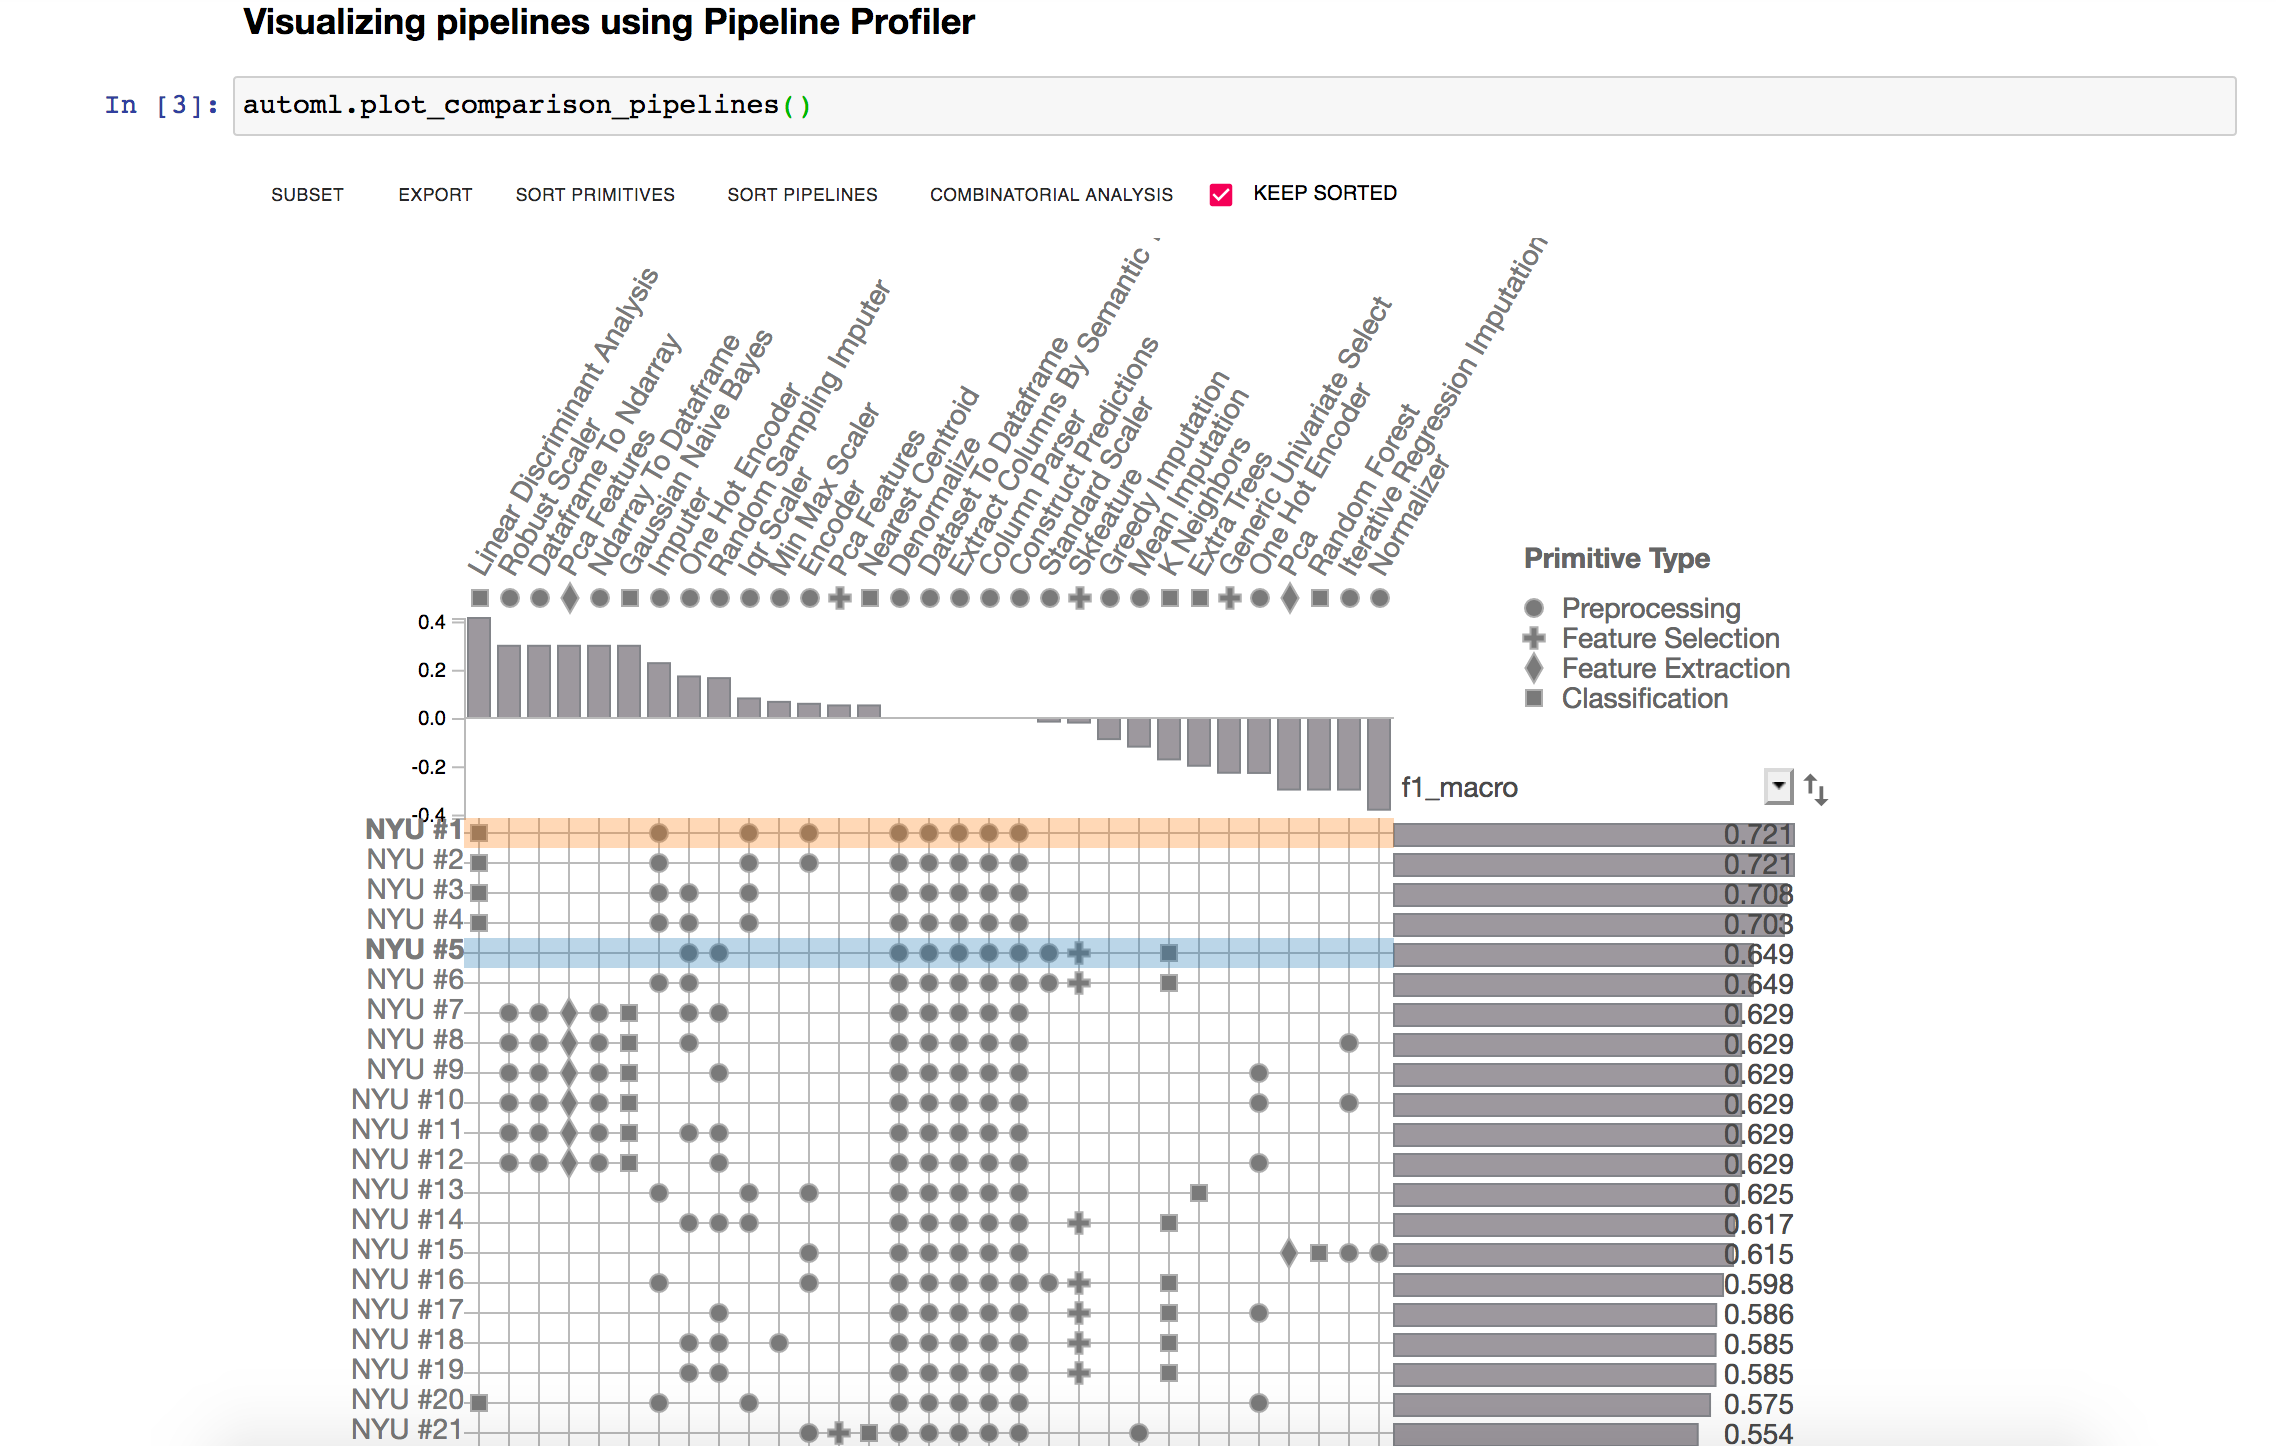 Visualizing pipelines using Pipeline Profiler
In [3]: automl.plot_comparison_pipelines()
SUBSET EXPORT SORT PRIMITIVES SORT PIPELINES COMBINATORIAL ANALYSIS KEEP SORTED
Linear Discriminant Analysis
Robust Scaler
Dataframe To Ndarray
Pca Features
Ndarray To Dataframe
Gaussian Naive Bayes
Imputer
One Hot Encoder
Random Sampling Imputer
Iqr Scaler
Min Max Scaler
Encoder
Pca Features
Nearest Centroid
Denormalize
Dataset To Dataframe
Extract Columns By Semantic
Column Parser
Construct Predictions
Standard Scaler
Skfeature
Greedy Imputation
Mean Imputation
K Neighbors
Extra Trees
Generic Univariate Select
One Hot Encoder
Pca
Random Forest
Iterative Regression Imputation
Normalizer
Primitive Type
Preprocessing
Feature Selection
Feature Extraction
Classification
0.4
0.2
0.0
-0.2
-0.4
f1_macro
NYU #1 0.721
NYU #2 0.721
NYU #3 0.708
NYU #4 0.703
NYU #5 0.649
NYU #6 0.649
NYU #7 0.629
NYU #8 0.629
NYU #9 0.629
NYU #10 0.629
NYU #11 0.629
NYU #12 0.629
NYU #13 0.625
NYU #14 0.617
NYU #15 0.615
NYU #16 0.598
NYU #17 0.586
NYU #18 0.585
NYU #19 0.585
NYU #20 0.575
NYU #21 0.554